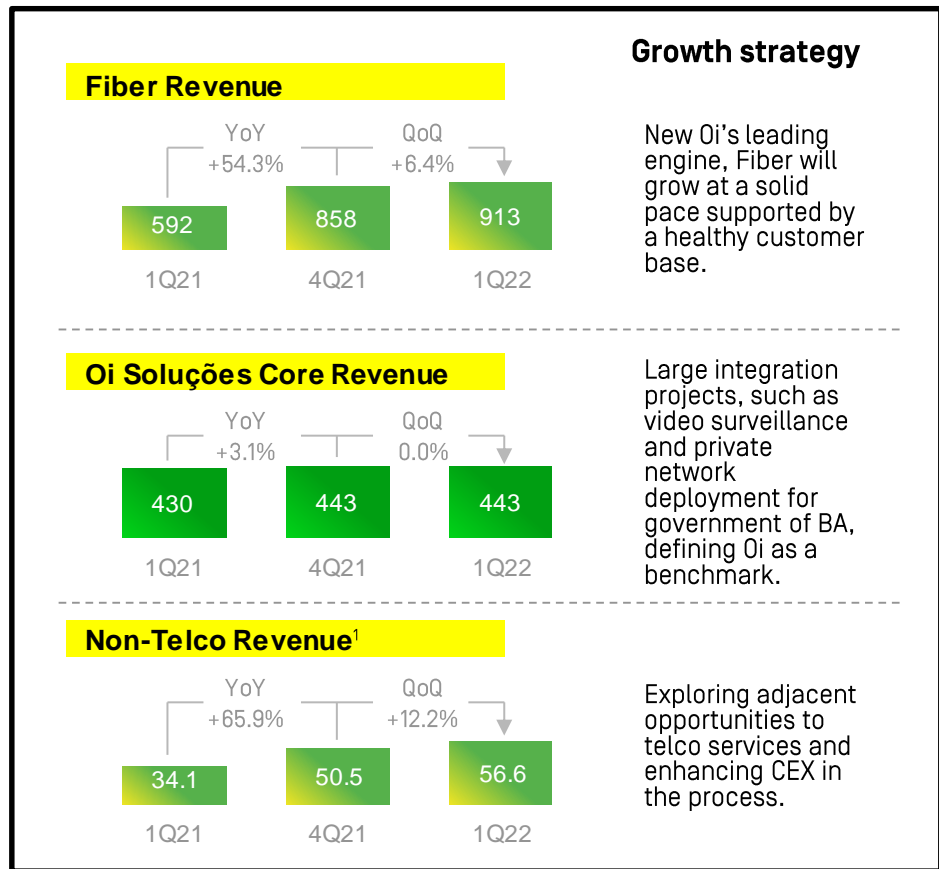 Growth strategy
Fiber Revenue
YoY
+54.3%
QoQ
+6.4%
592
858
913
1Q21
4Q21
1Q22
New Oi's leading
engine, Fiber will
grow at a solid
pace supported by
a healthy customer
base.
Oi Soluções Core Revenue
YoY
+3.1%
QoQ
0.0%
430
443
443
1Q21
4Q21
1Q22
Large integration
projects, such as
video surveillance
and private
network
deployment for
government of BA,
defining Oi as a
benchmark.
Non-Telco Revenue¹
YoY
+65.9%
QoQ
+12.2%
34.1
50.5
56.6
1Q21
4Q21
1Q22
Exploring adjacent
opportunities to
telco services and
enhancing CEX in
the process.